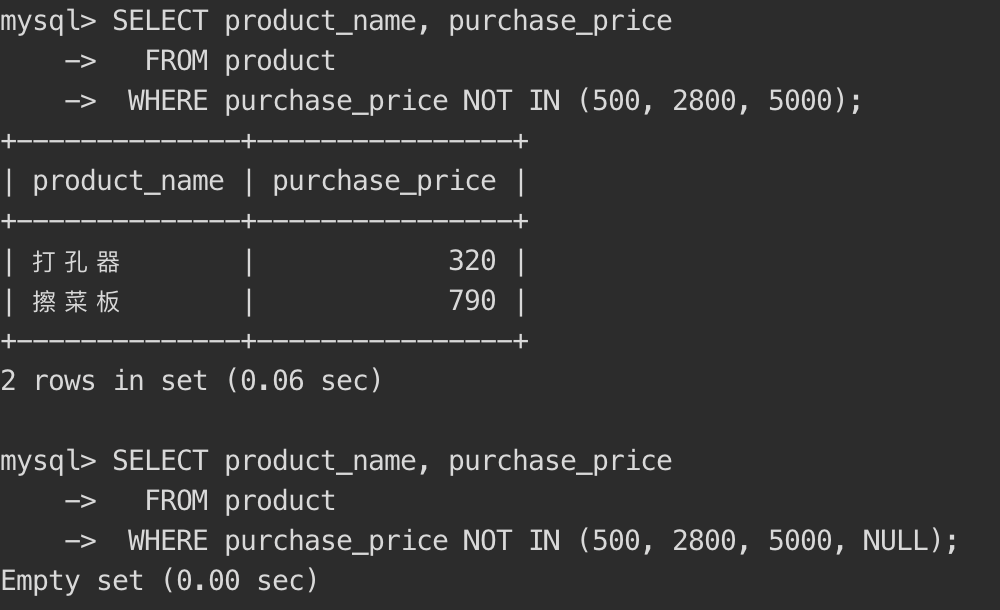 mysql> SELECT product_name, purchase_price
    ->   FROM product
    ->  WHERE purchase_price NOT IN (500, 2800, 5000);
+--------------+----------------+
| product_name | purchase_price |
+--------------+----------------+
| 打孔器        |            320 |
| 擦菜板        |            790 |
+--------------+----------------+
2 rows in set (0.06 sec)

mysql> SELECT product_name, purchase_price
    ->   FROM product
    ->  WHERE purchase_price NOT IN (500, 2800, 5000, NULL);
Empty set (0.00 sec)